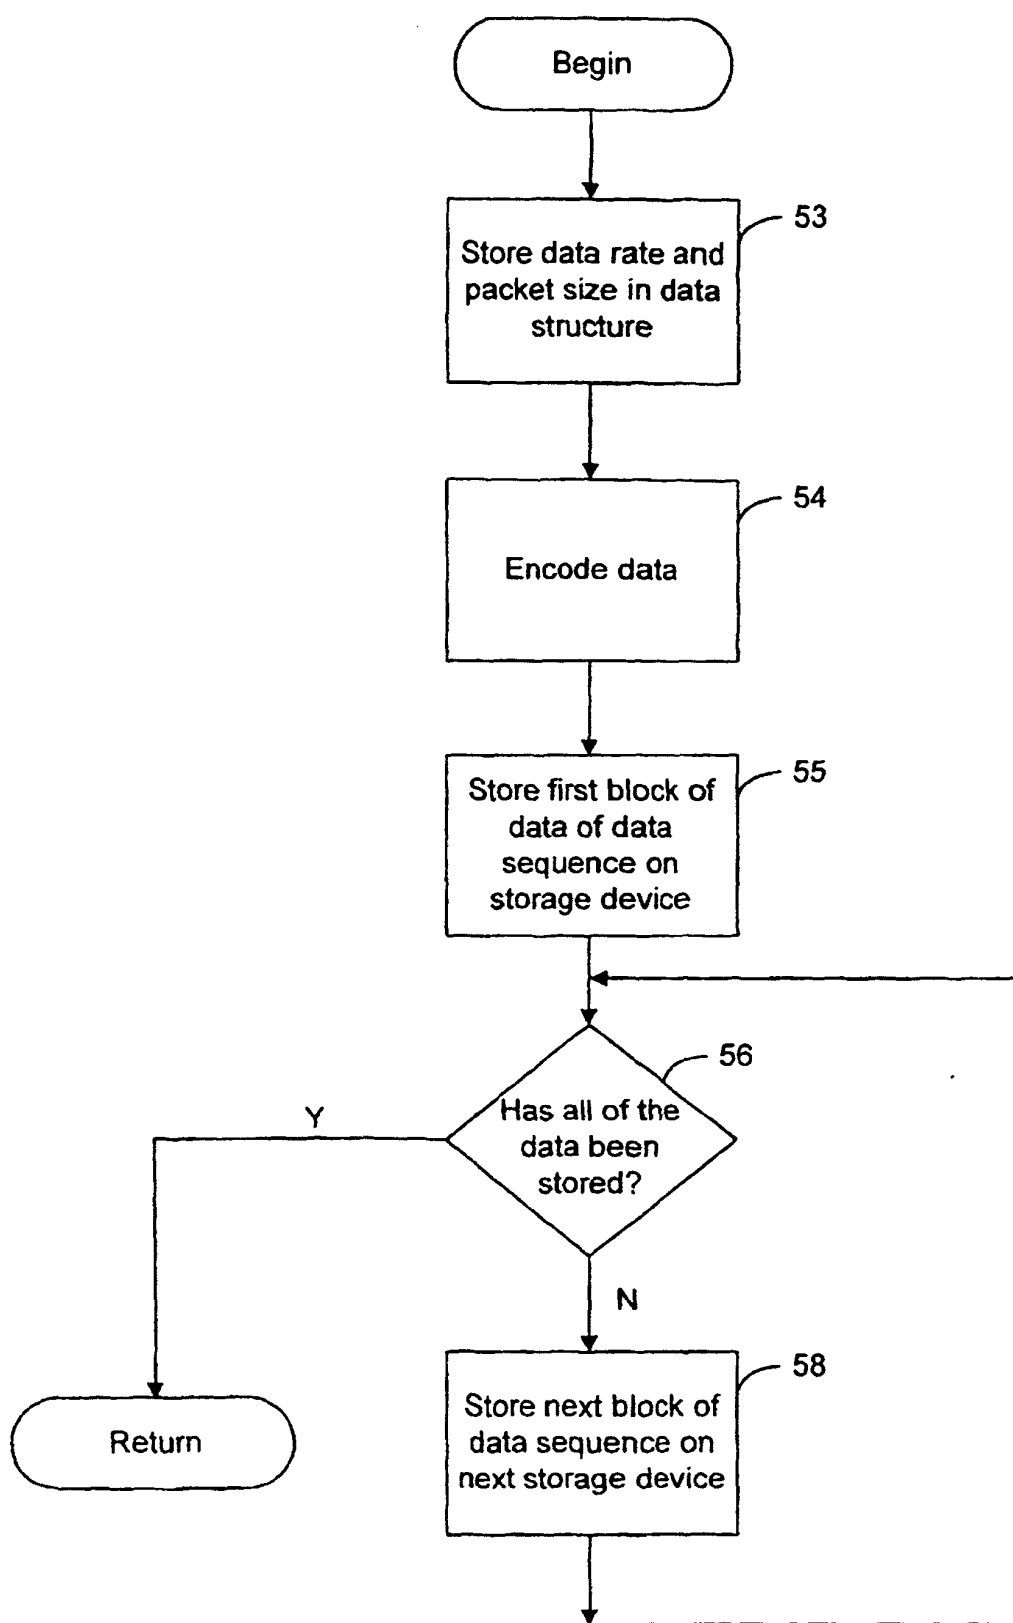 Begin
53
Store data rate and
packet size in data
structure
54
Encode data
55
Store first block of
data of data
sequence on
storage device
56
Has all of the
data been
stored?
Y
N
58
Store next block of
data sequence on
next storage device
Return